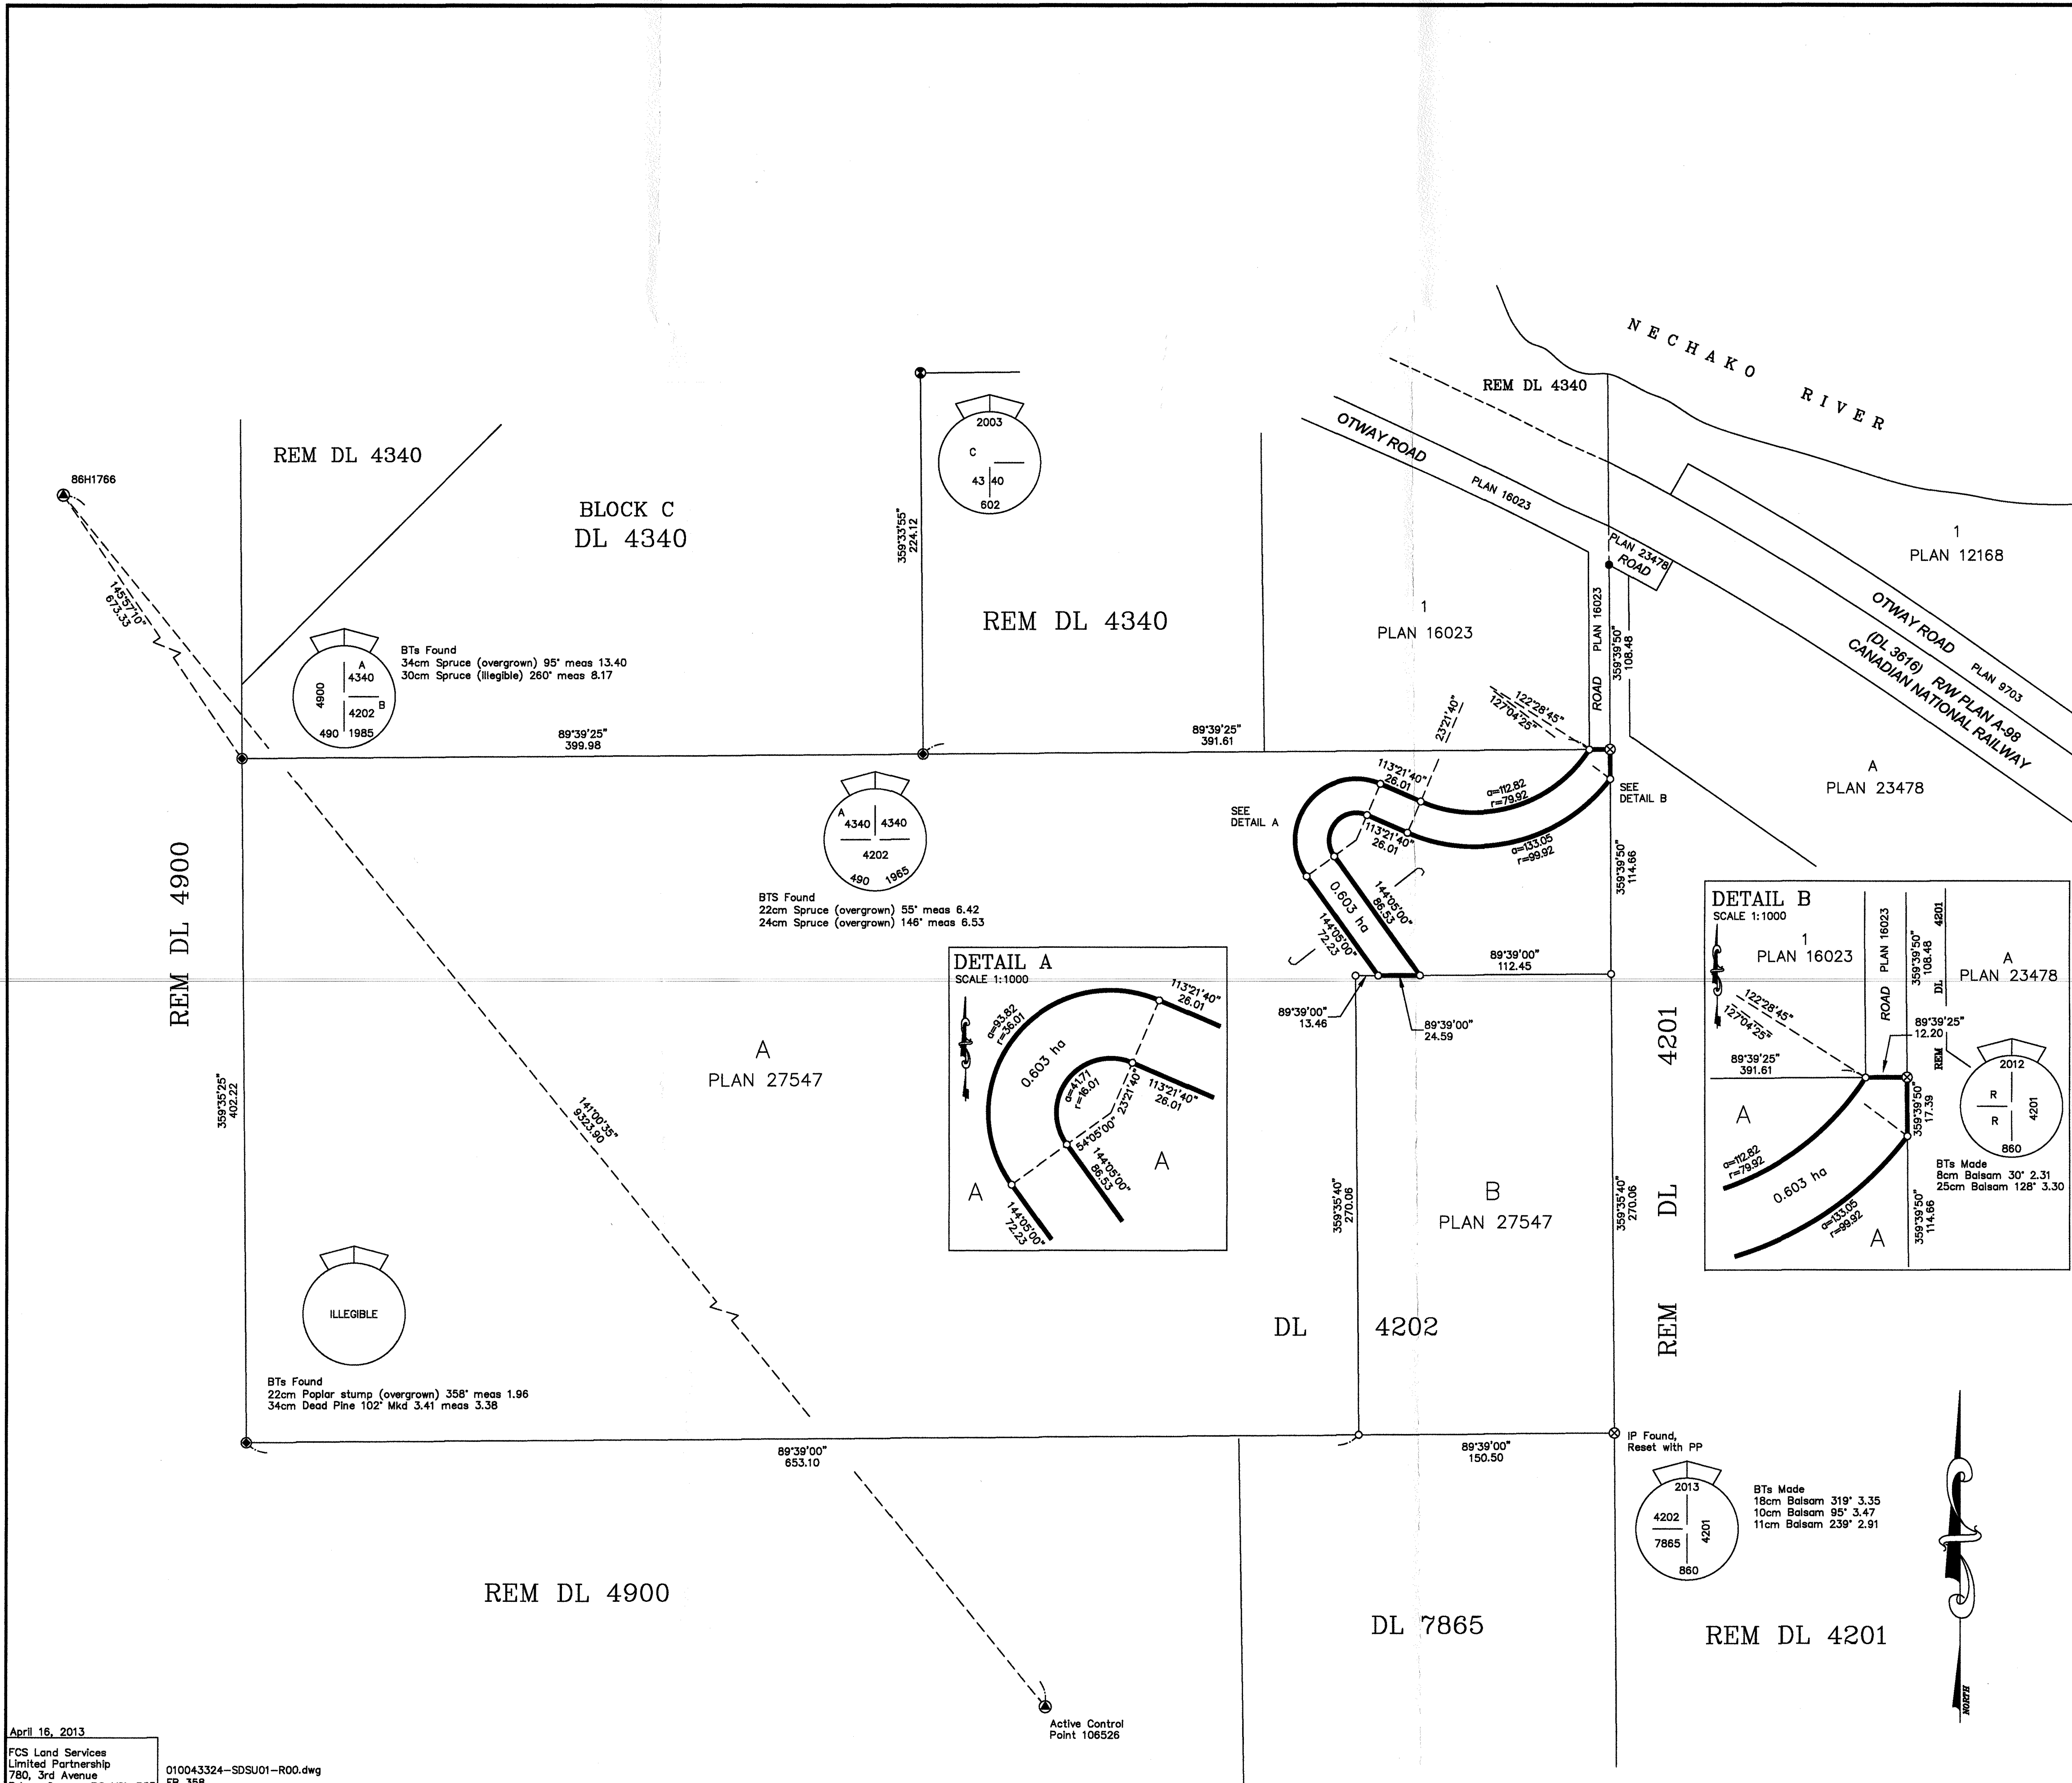 NECHAKO RIVER
REM DL 4340
OTWAY ROAD
PLAN 16023
86H1766
REM DL 4340
BLOCK C
DL 4340
2003
C
43 40
602
359°33'55"
224.12
1
PLAN 12168
PLAN 23478
ROAD
145°57'10"
673.33
REM DL 4340
1
PLAN 16023
ROAD PLAN 16023
359°39'50"
108.48
OTWAY ROAD PLAN 9703
(DL 3616) R/W PLAN A-98
CANADIAN NATIONAL RAILWAY
A
4340
4900
4202 B
490 1985
BTs Found
34cm Spruce (overgrown) 95° meas 13.40
30cm Spruce (illegible) 260° meas 8.17
89°39'25"
399.98
89°39'25"
391.61
23°21'40"
122°28'45"
127°04'25"
A
PLAN 23478
SEE
DETAIL B
113°21'40"
26.01
a=112.82
r=79.92
SEE
DETAIL A
113°21'40"
26.01
a=133.05
r=99.92
A
4340 4340
4202
490 1965
BTS Found
22cm Spruce (overgrown) 55° meas 6.42
24cm Spruce (overgrown) 146° meas 6.53
0.603 ha
144°05'00"
86.53
144°05'00"
72.23
359°39'50"
114.66
89°39'00"
112.45
89°39'00"
13.46
89°39'00"
24.59
REM DL 4900
359°35'25"
402.22
A
PLAN 27547
141°00'35"
9323.90
DETAIL A
SCALE 1:1000
113°21'40"
26.01
a=93.82
r=36.01
0.603 ha
a=41.71
r=16.01
23°21'40"
113°21'40"
26.01
54°05'00"
144°05'00"
86.53
A
A
144°05'00"
72.23
DETAIL B
SCALE 1:1000
1
PLAN 16023
ROAD PLAN 16023
359°39'50"
108.48
REM DL 4201
A
PLAN 23478
122°28'45"
127°04'25"
89°39'25"
12.20
89°39'25"
391.61
2012
R
R
4201
860
359°39'50"
17.39
A
a=112.82
r=79.92
0.603 ha
a=133.05
r=99.92
A
359°39'50"
114.66
BTs Made
8cm Balsam 30° 2.31
25cm Balsam 128° 3.30
359°35'40"
270.06
B
PLAN 27547
359°35'40"
270.06
REM DL 4201
DL 4202
ILLEGIBLE
BTs Found
22cm Poplar stump (overgrown) 358° meas 1.96
34cm Dead Pine 102° Mkd 3.41 meas 3.38
89°39'00"
653.10
89°39'00"
150.50
IP Found,
Reset with PP
2013
4202
7865
4201
860
BTs Made
18cm Balsam 319° 3.35
10cm Balsam 95° 3.47
11cm Balsam 239° 2.91
REM DL 4900
DL 7865
REM DL 4201
NORTH
Active Control
Point 106526
April 16, 2013
FCS Land Services
Limited Partnership
780, 3rd Avenue
010043324-SDSU01-R00.dwg
FB 358